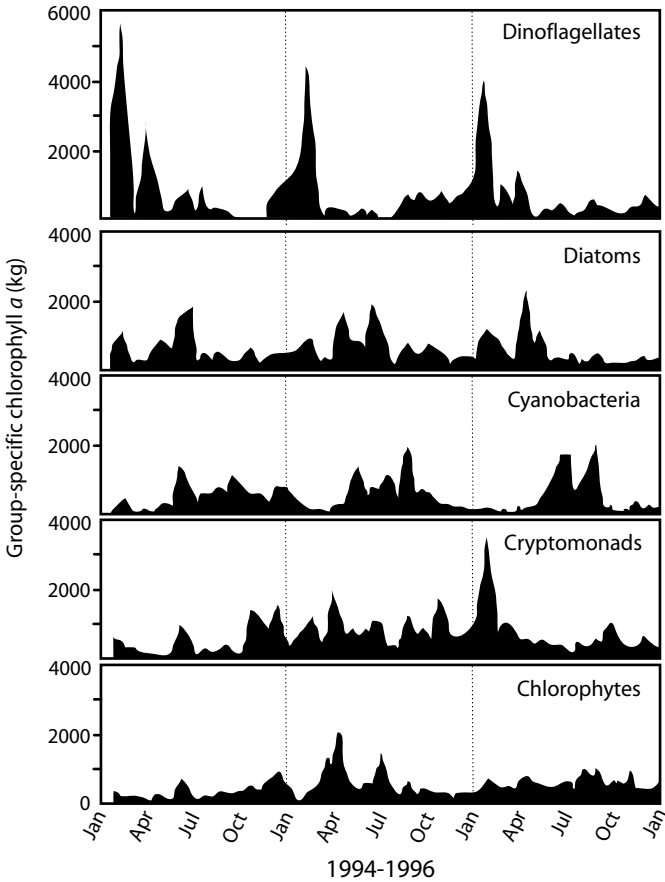 6000
Dinoflagellates
4000
2000
4000
Diatoms
2000
4000
Cyanobacteria
2000
4000
Cryptomonads
2000
4000
Chlorophytes
2000
0
Group-specific chlorophyll a (kg)
Jan Apr Jul Oct Jan Apr Jul Oct Jan Apr Jul Oct Jan
1994-1996